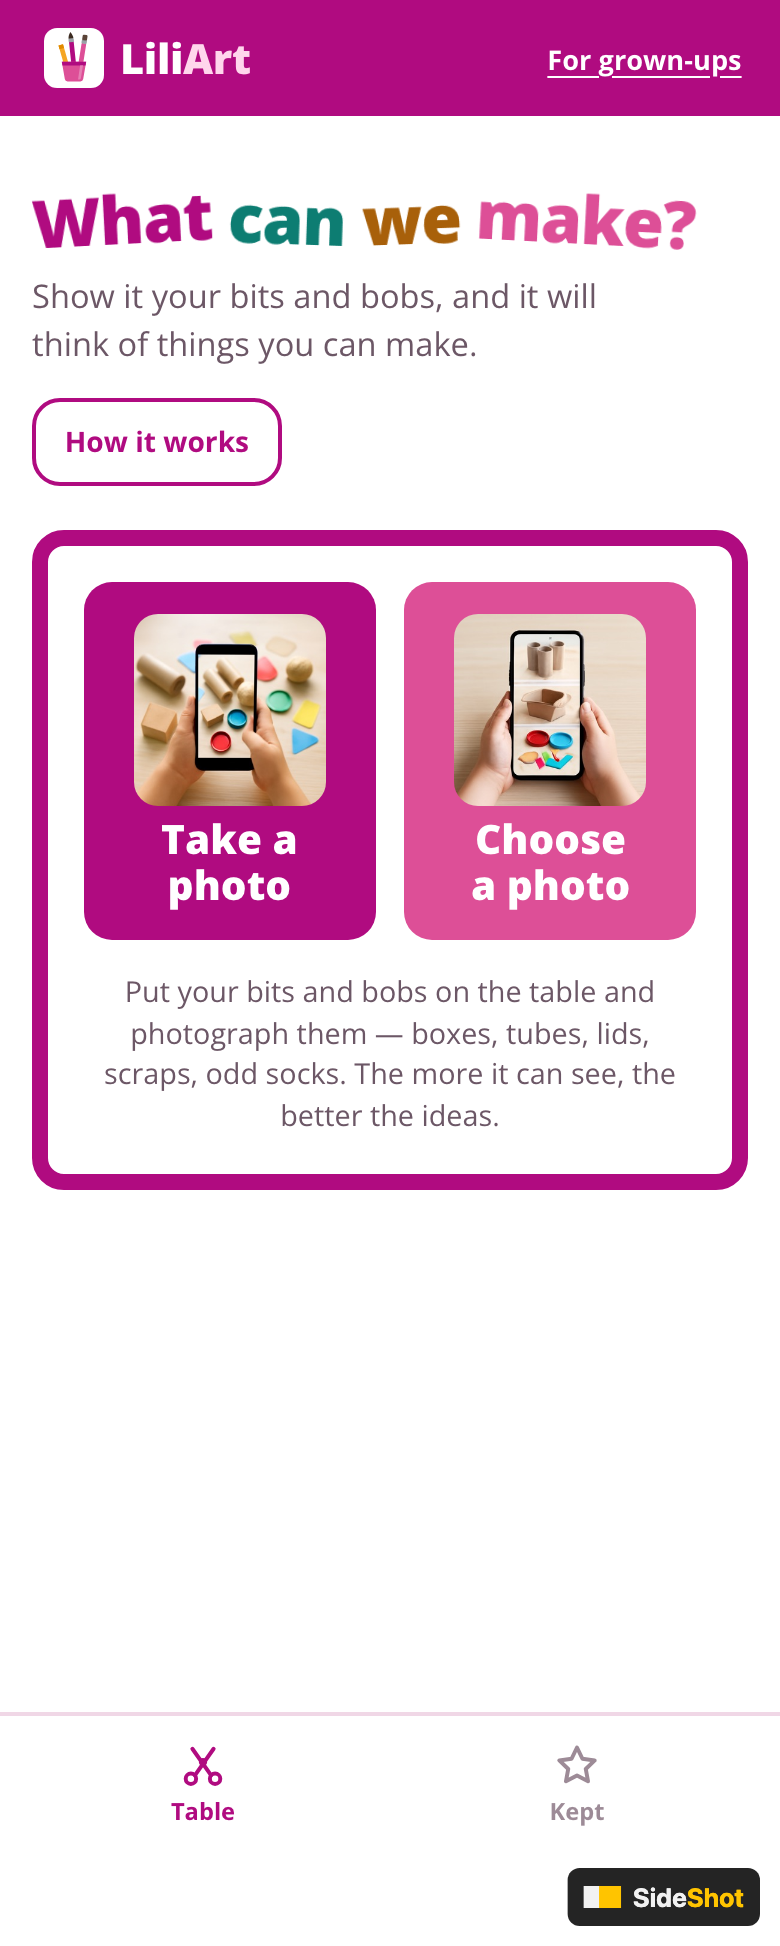 LiliArt
For grown-ups
What can we make?
Show it your bits and bobs, and it will
think of things you can make.
How it works
Take a
photo
Choose
a photo
Put your bits and bobs on the table and
photograph them — boxes, tubes, lids,
scraps, odd socks. The more it can see, the
better the ideas.
Table
Kept
SideShot